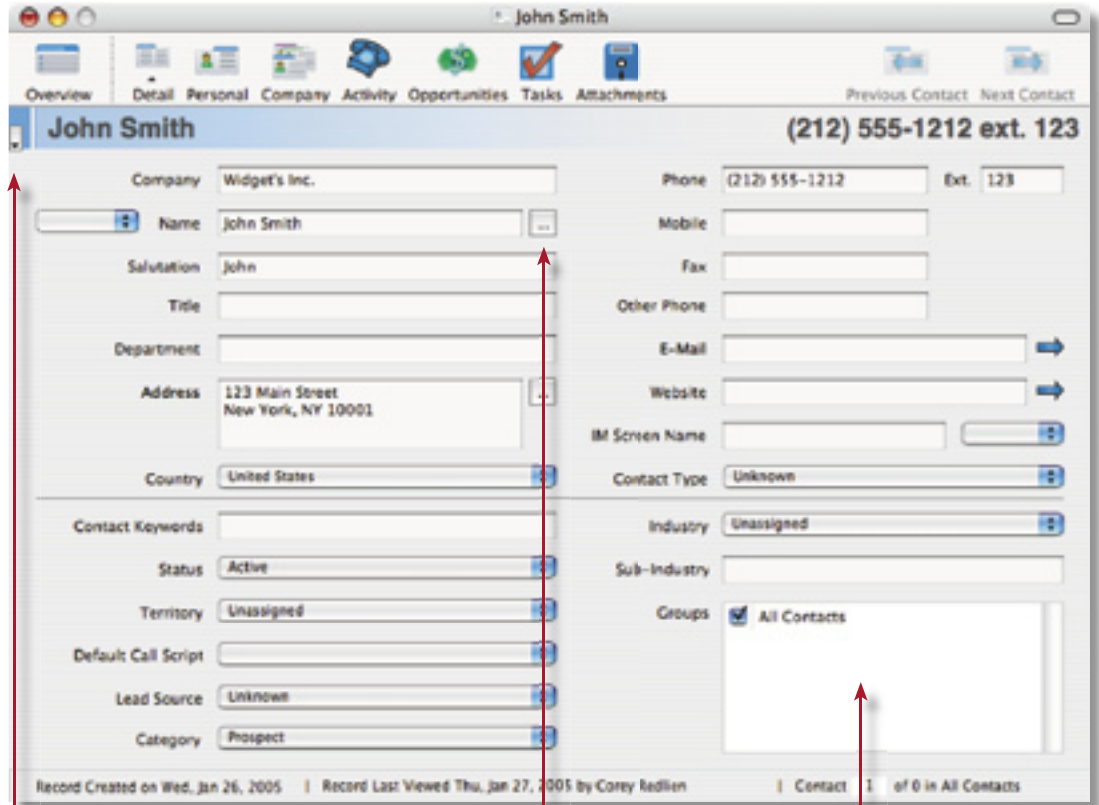 John Smith
Overview Detail Personal Company Activity Opportunities Tasks Attachments Previous Contact Next Contact
John Smith (212) 555-1212 ext. 123
Company Widget's Inc. Phone (212) 555-1212 Ext. 123
Name John Smith ... Mobile
Salutation John Fax
Title Other Phone
Department E-Mail
Address 123 Main Street ... Website
New York, NY 10001
IM Screen Name
Country United States Contact Type Unknown
Contact Keywords Industry Unassigned
Status Active Sub-Industry
Territory Unassigned Groups All Contacts
Default Call Script
Lead Source Unknown
Category Prospect
Record Created on Wed, Jan 26, 2005 | Record Last Viewed Thu, Jan 27, 2005 by Corey Redlien | Contact 1 of 0 in All Contacts